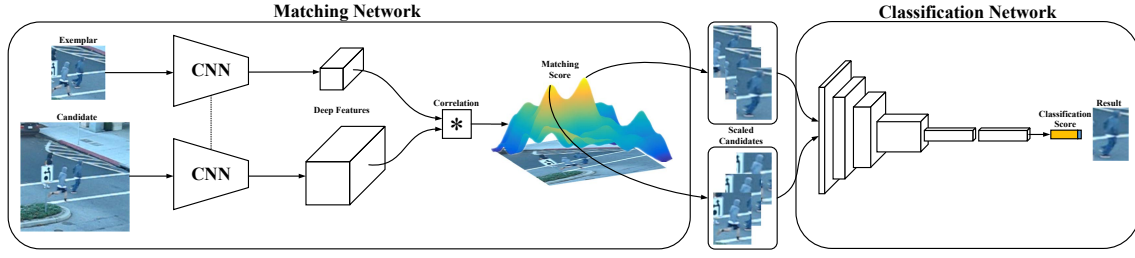 Matching Network
Classification Network
Exemplar
CNN
Deep Features
Candidate
CNN
Correlation
*
Matching
Score
Scaled
Candidates
Classification
Score
Result